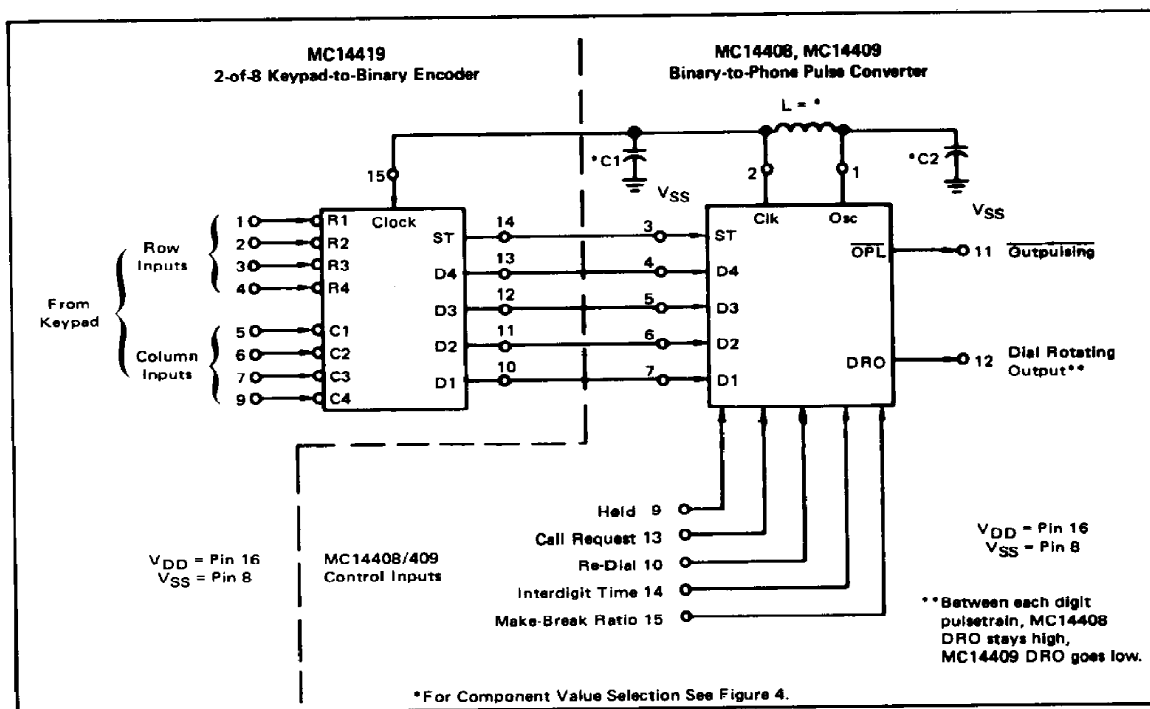 MC14419
2-of-8 Keypad-to-Binary Encoder
MC14408, MC14409
Binary-to-Phone Pulse Converter
L = *
*C1
*C2
15
2
1
VSS
VSS
Clock
Clk
Osc
From
Keypad
Row
Inputs
1 R1
2 R2
3 R3
4 R4
Column
Inputs
5 C1
6 C2
7 C3
9 C4
ST 14 3 ST
D4 13 4 D4
D3 12 5 D3
D2 11 6 D2
D1 10 7 D1
OPL 11 Gutpulsing
DRO 12 Dial Rotating
Output**
Hold 9
Call Request 13
Re-Dial 10
Interdigit Time 14
Make-Break Ratio 15
VDD = Pin 16
VSS = Pin 8
MC14408/409
Control Inputs
VDD = Pin 16
VSS = Pin 8
**Between each digit
pulsetrain, MC14408
DRO stays high,
MC14409 DRO goes low.
*For Component Value Selection See Figure 4.